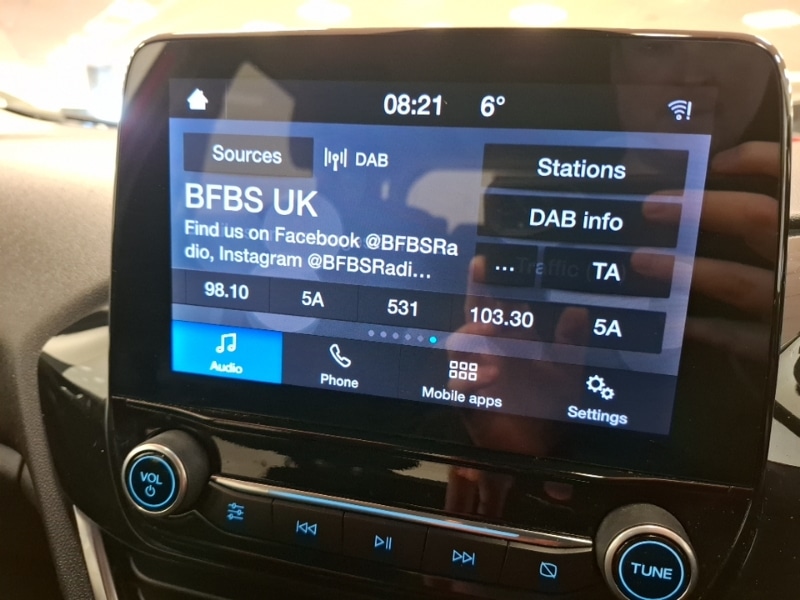 08:21 6°
Sources DAB Stations
BFBS UK DAB info
Find us on Facebook @BFBSRa
dio, Instagram @BFBSRadi...
... TA
98.10 5A 531 103.30 5A
Audio Phone Mobile apps Settings
VOL
TUNE